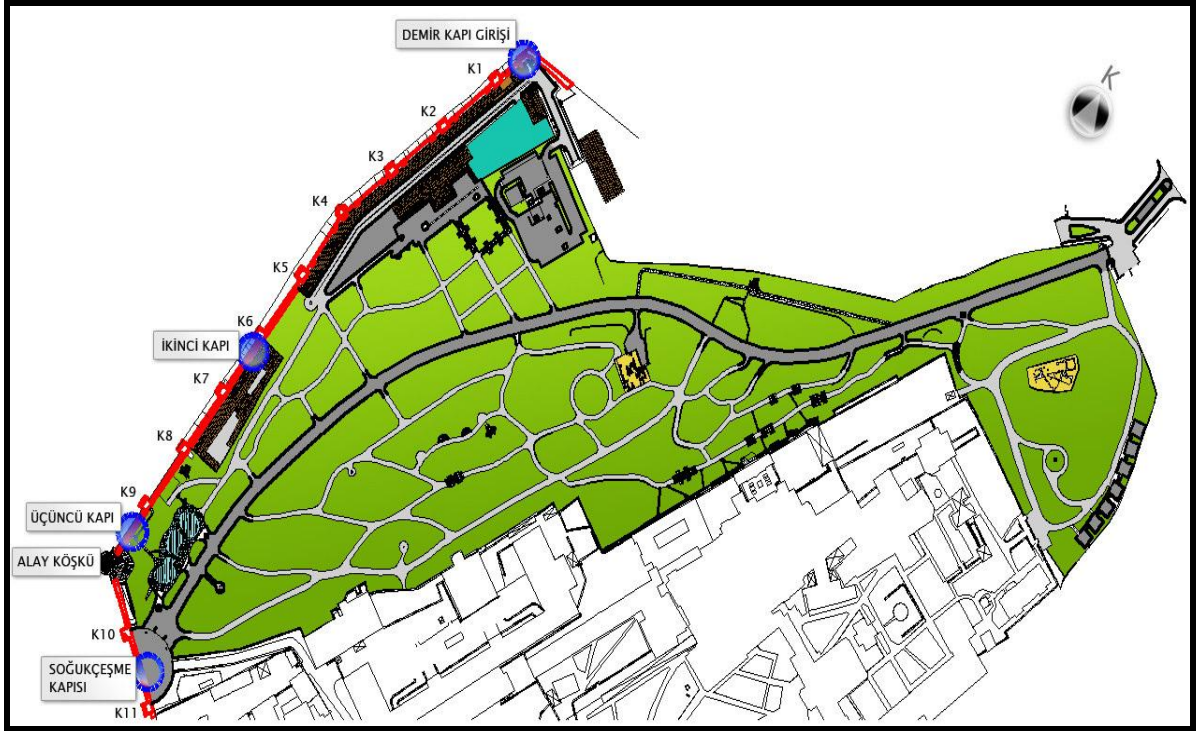 DEMİR KAPI GİRİŞİ
K
K1
K2
K3
K4
K5
K6
İKİNCİ KAPI
K7
K8
K9
ÜÇÜNCÜ KAPI
ALAY KÖŞKÜ
K10
SOĞUKÇEŞME
KAPISI
K11